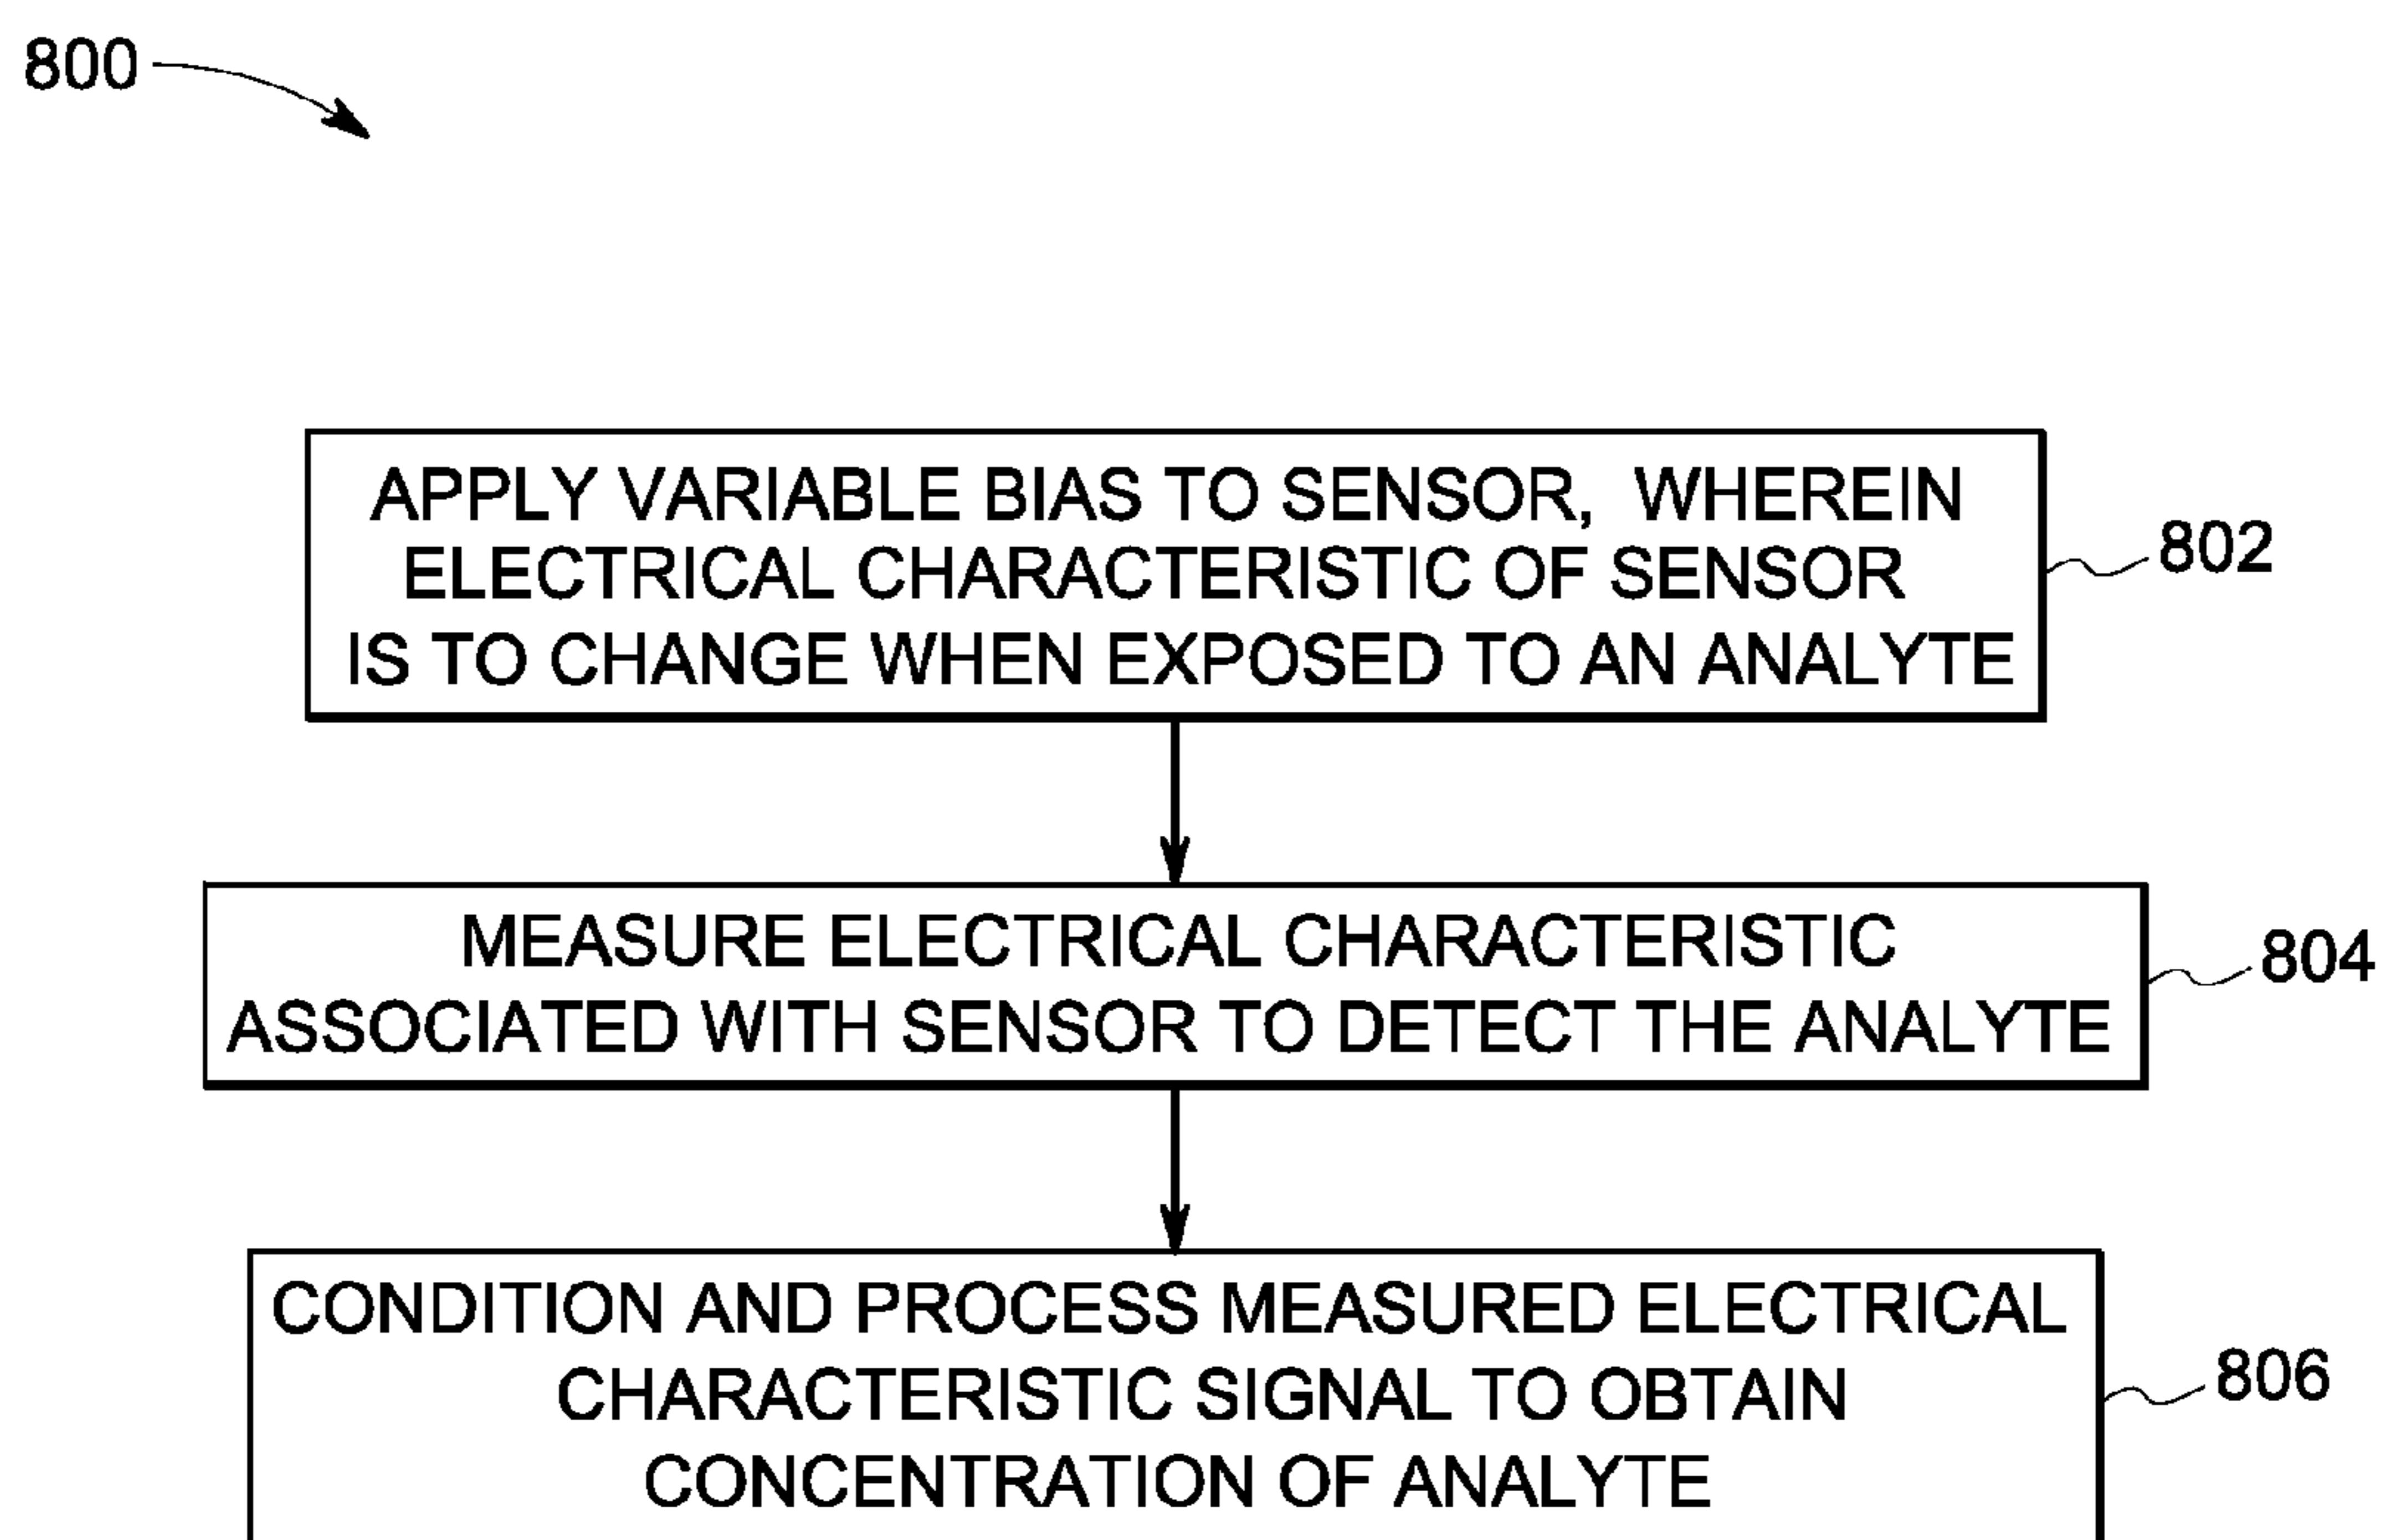 800
APPLY VARIABLE BIAS TO SENSOR, WHEREIN
ELECTRICAL CHARACTERISTIC OF SENSOR
IS TO CHANGE WHEN EXPOSED TO AN ANALYTE
802
MEASURE ELECTRICAL CHARACTERISTIC
ASSOCIATED WITH SENSOR TO DETECT THE ANALYTE
804
CONDITION AND PROCESS MEASURED ELECTRICAL
CHARACTERISTIC SIGNAL TO OBTAIN
CONCENTRATION OF ANALYTE
806